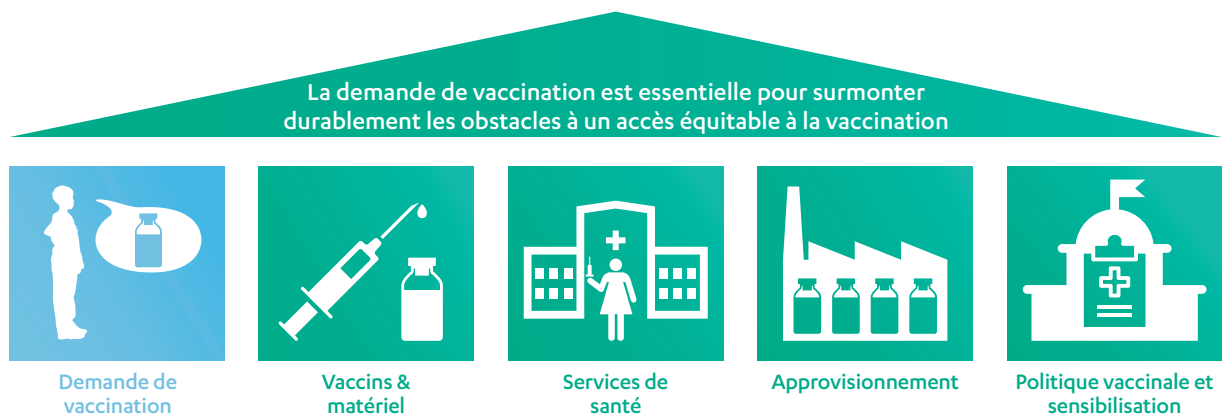 La demande de vaccination est essentielle pour surmonter
durablement les obstacles à un accès équitable à la vaccination
Demande de
vaccination
Vaccins &
matériel
Services de
santé
Approvisionnement
Politique vaccinale et
sensibilisation